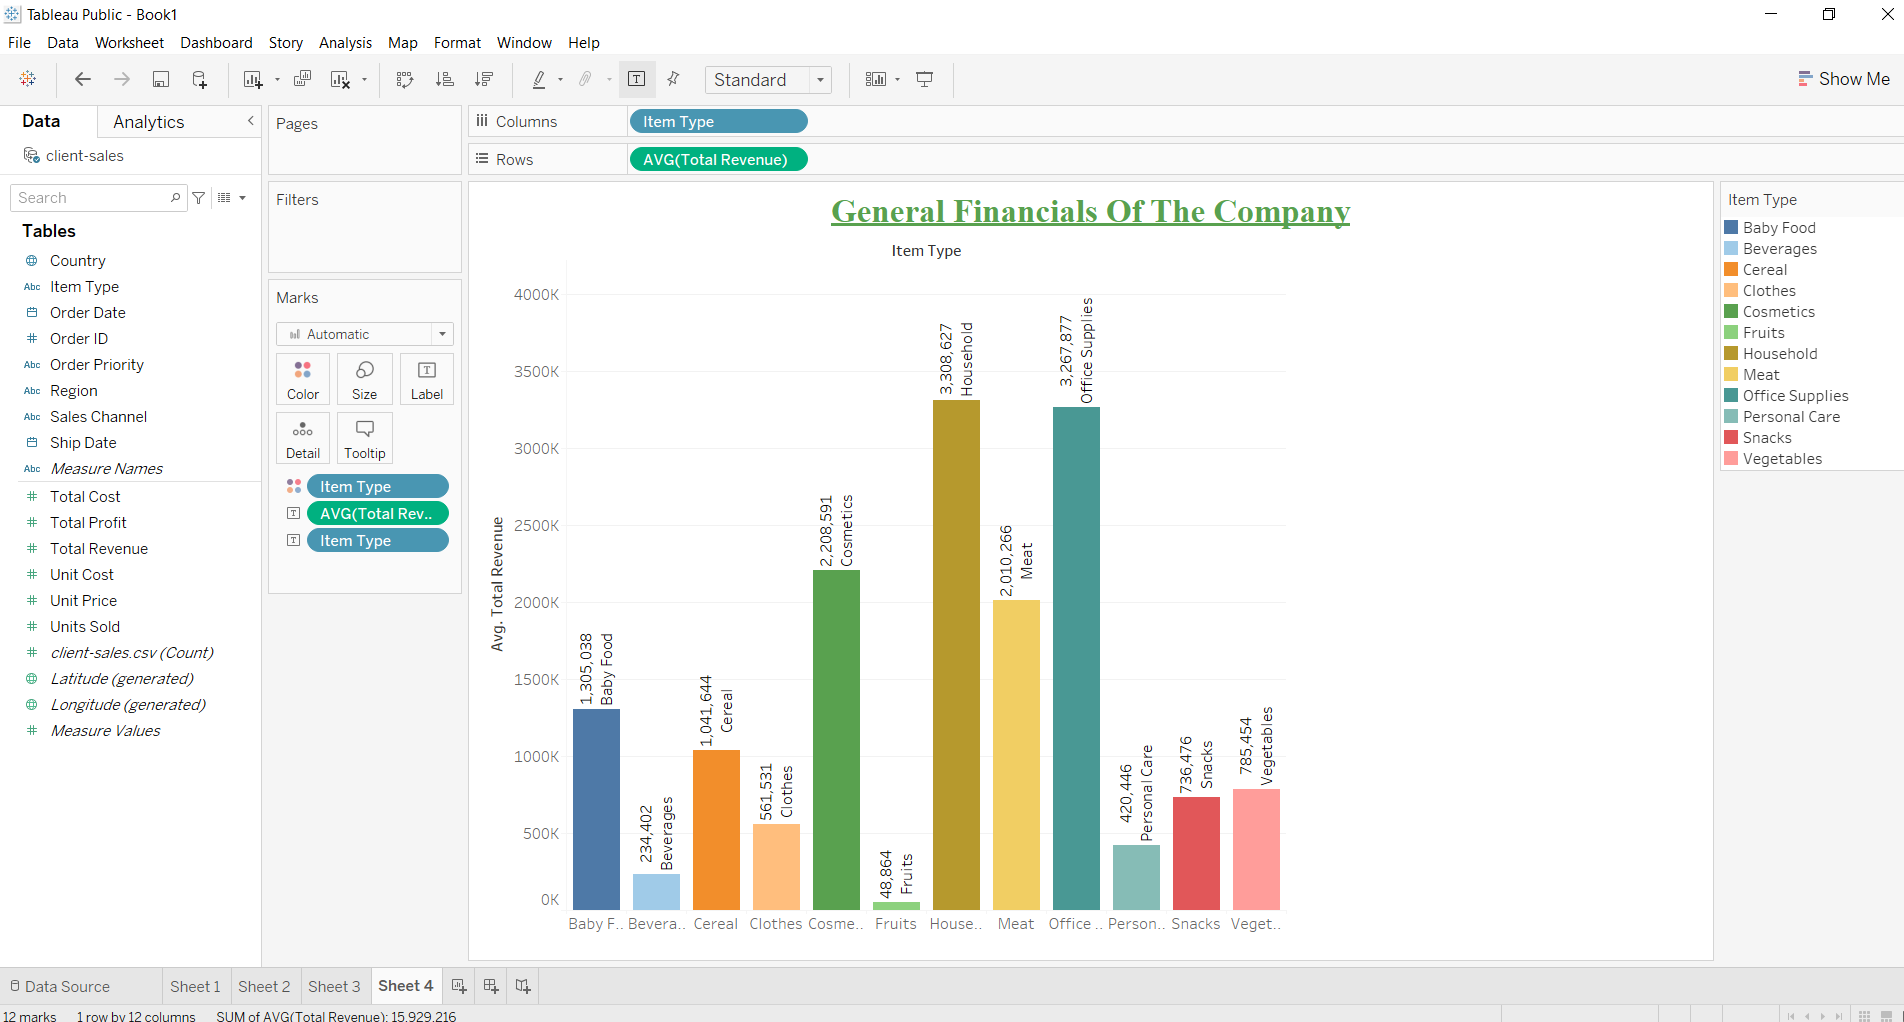 Tableau Public - Book1
File Data Worksheet Dashboard Story Analysis Map Format Window Help
Standard
Show Me
Data Analytics
client-sales
Search
Tables
Country
Abc Item Type
Order Date
Order ID
Abc Order Priority
Abc Region
Abc Sales Channel
Ship Date
Abc Measure Names
Total Cost
Total Profit
Total Revenue
Unit Cost
Unit Price
Units Sold
client-sales.csv (Count)
Latitude (generated)
Longitude (generated)
Measure Values
Pages
Filters
Marks
Automatic
Color Size Label
Detail Tooltip
Item Type
AVG(Total Rev..
Item Type
Columns Item Type
Rows AVG(Total Revenue)
General Financials Of The Company
Item Type
Avg. Total Revenue
4000K
3500K
3000K
2500K
2000K
1500K
1000K
500K
0K
1,305,038
Baby Food
234,402
Beverages
1,041,644
Cereal
561,531
Clothes
2,208,591
Cosmetics
48,864
Fruits
3,308,627
Household
2,010,266
Meat
3,267,877
Office Supplies
420,446
Personal Care
736,476
Snacks
785,454
Vegetables
Baby F.. Bevera.. Cereal Clothes Cosme.. Fruits House.. Meat Office .. Person.. Snacks Veget..
Item Type
Baby Food
Beverages
Cereal
Clothes
Cosmetics
Fruits
Household
Meat
Office Supplies
Personal Care
Snacks
Vegetables
Data Source Sheet 1 Sheet 2 Sheet 3 Sheet 4
12 marks 1 row by 12 columns SUM of AVG(Total Revenue): 15,929,216